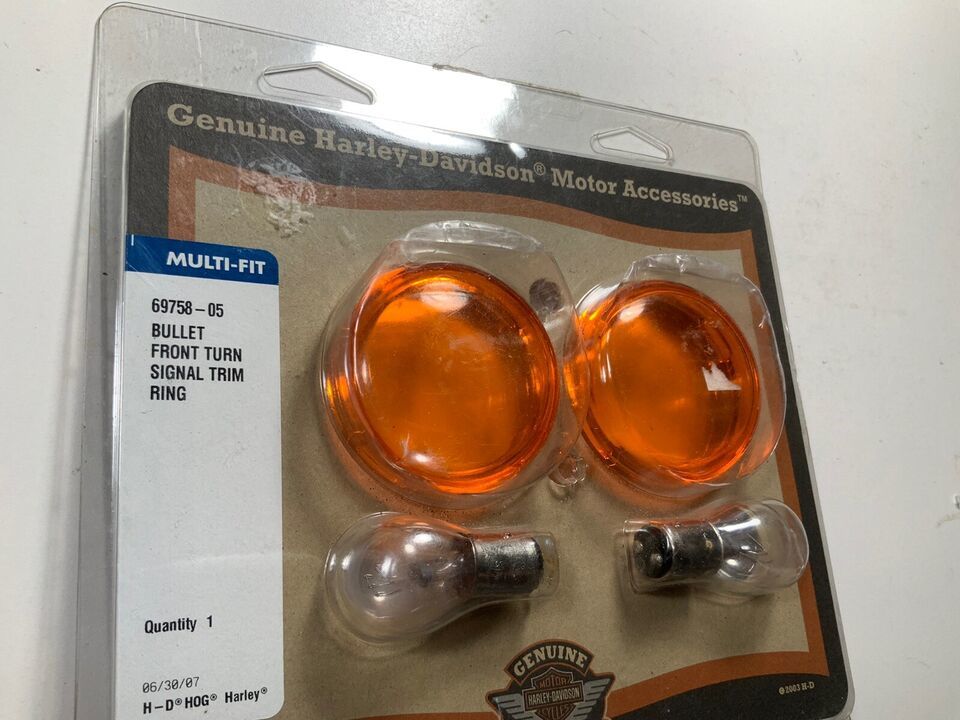 Genuine Harley-Davidson® Motor Accessories™
MULTI-FIT
69758-05
BULLET
FRONT TURN
SIGNAL TRIM
RING
Quantity 1
06/30/07
H-D® HOG® Harley®
GENUINE
MOTOR
HARLEY-DAVIDSON
CYCLES
©2003 H-D